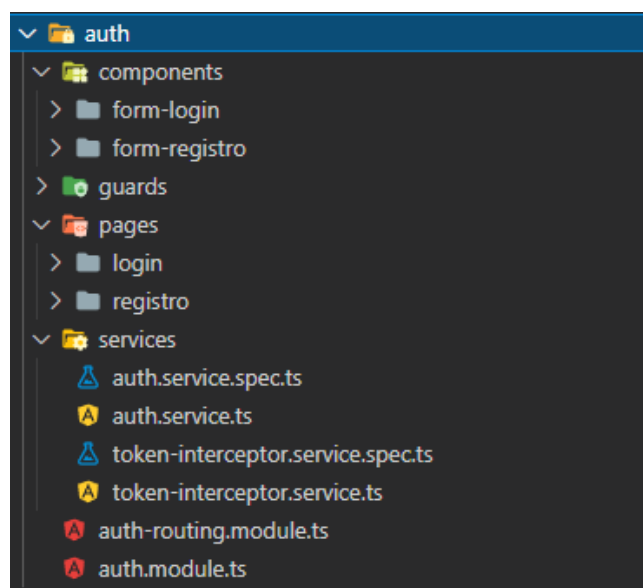 auth
components
form-login
form-registro
guards
pages
login
registro
services
auth.service.spec.ts
auth.service.ts
token-interceptor.service.spec.ts
token-interceptor.service.ts
auth-routing.module.ts
auth.module.ts